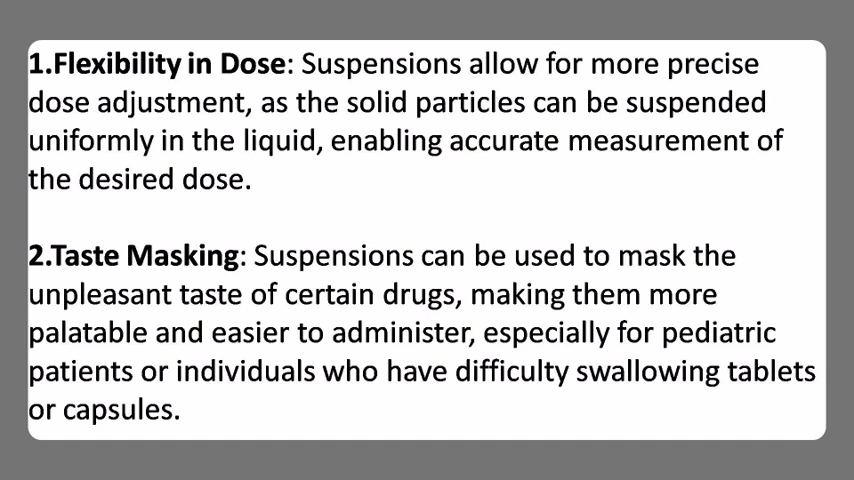 1.Flexibility in Dose: Suspensions allow for more precise
dose adjustment, as the solid particles can be suspended
uniformly in the liquid, enabling accurate measurement of
the desired dose.
2.Taste Masking: Suspensions can be used to mask the
unpleasant taste of certain drugs, making them more
palatable and easier to administer, especially for pediatric
patients or individuals who have difficulty swallowing tablets
or capsules.